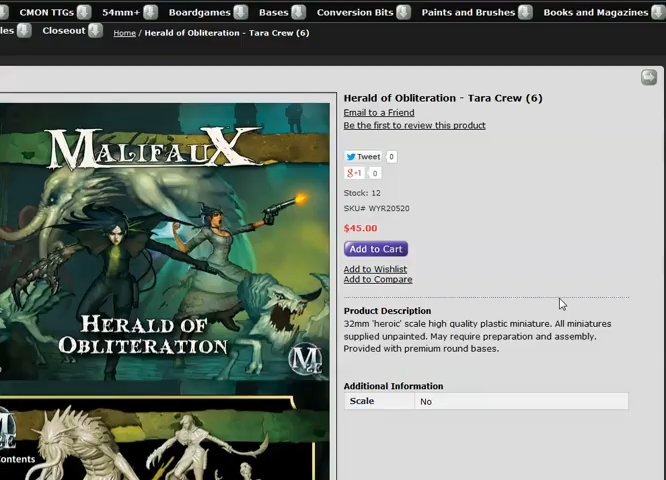 CMON TTGs 54mm+ Boardgames Bases Conversion Bits Paints and Brushes Books and Magazines
les Closeout Home / Herald of Obliteration - Tara Crew (6)
Herald of Obliteration - Tara Crew (6)
Email to a Friend
Be the first to review this product
Tweet 0
g+1 0
Stock: 12
SKU# WYR20520
$45.00
Add to Cart
Add to Wishlist
Add to Compare
Product Description
32mm 'heroic' scale high quality plastic miniature. All miniatures
supplied unpainted. May require preparation and assembly.
Provided with premium round bases.
Additional Information
Scale No
MALIFAUX
HERALD OF
OBLITERATION
M2E
Contents